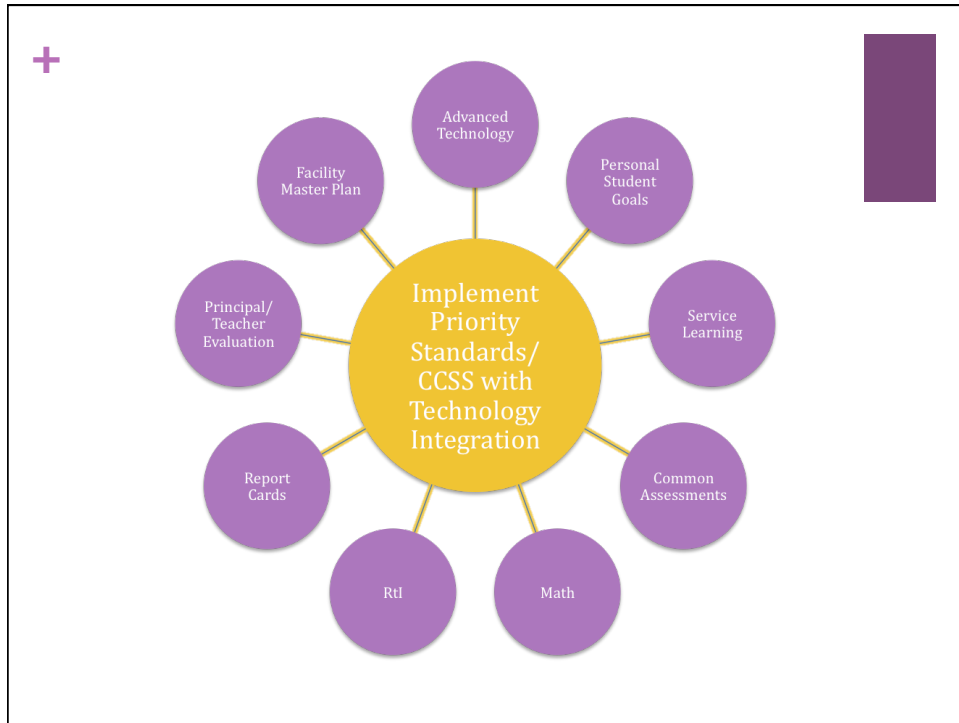 +
Advanced
Technology
Personal
Student
Goals
Service
Learning
Common
Assessments
Math
RtI
Report
Cards
Principal/
Teacher
Evaluation
Facility
Master Plan
Implement
Priority
Standards/
CCSS with
Technology
Integration